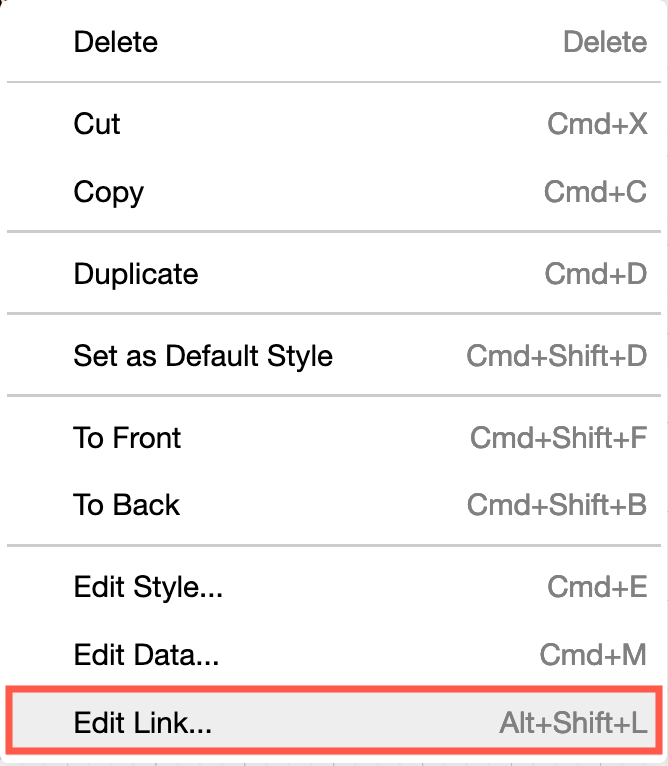 Delete Delete
Cut Cmd+X
Copy Cmd+C
Duplicate Cmd+D
Set as Default Style Cmd+Shift+D
To Front Cmd+Shift+F
To Back Cmd+Shift+B
Edit Style... Cmd+E
Edit Data... Cmd+M
Edit Link... Alt+Shift+L